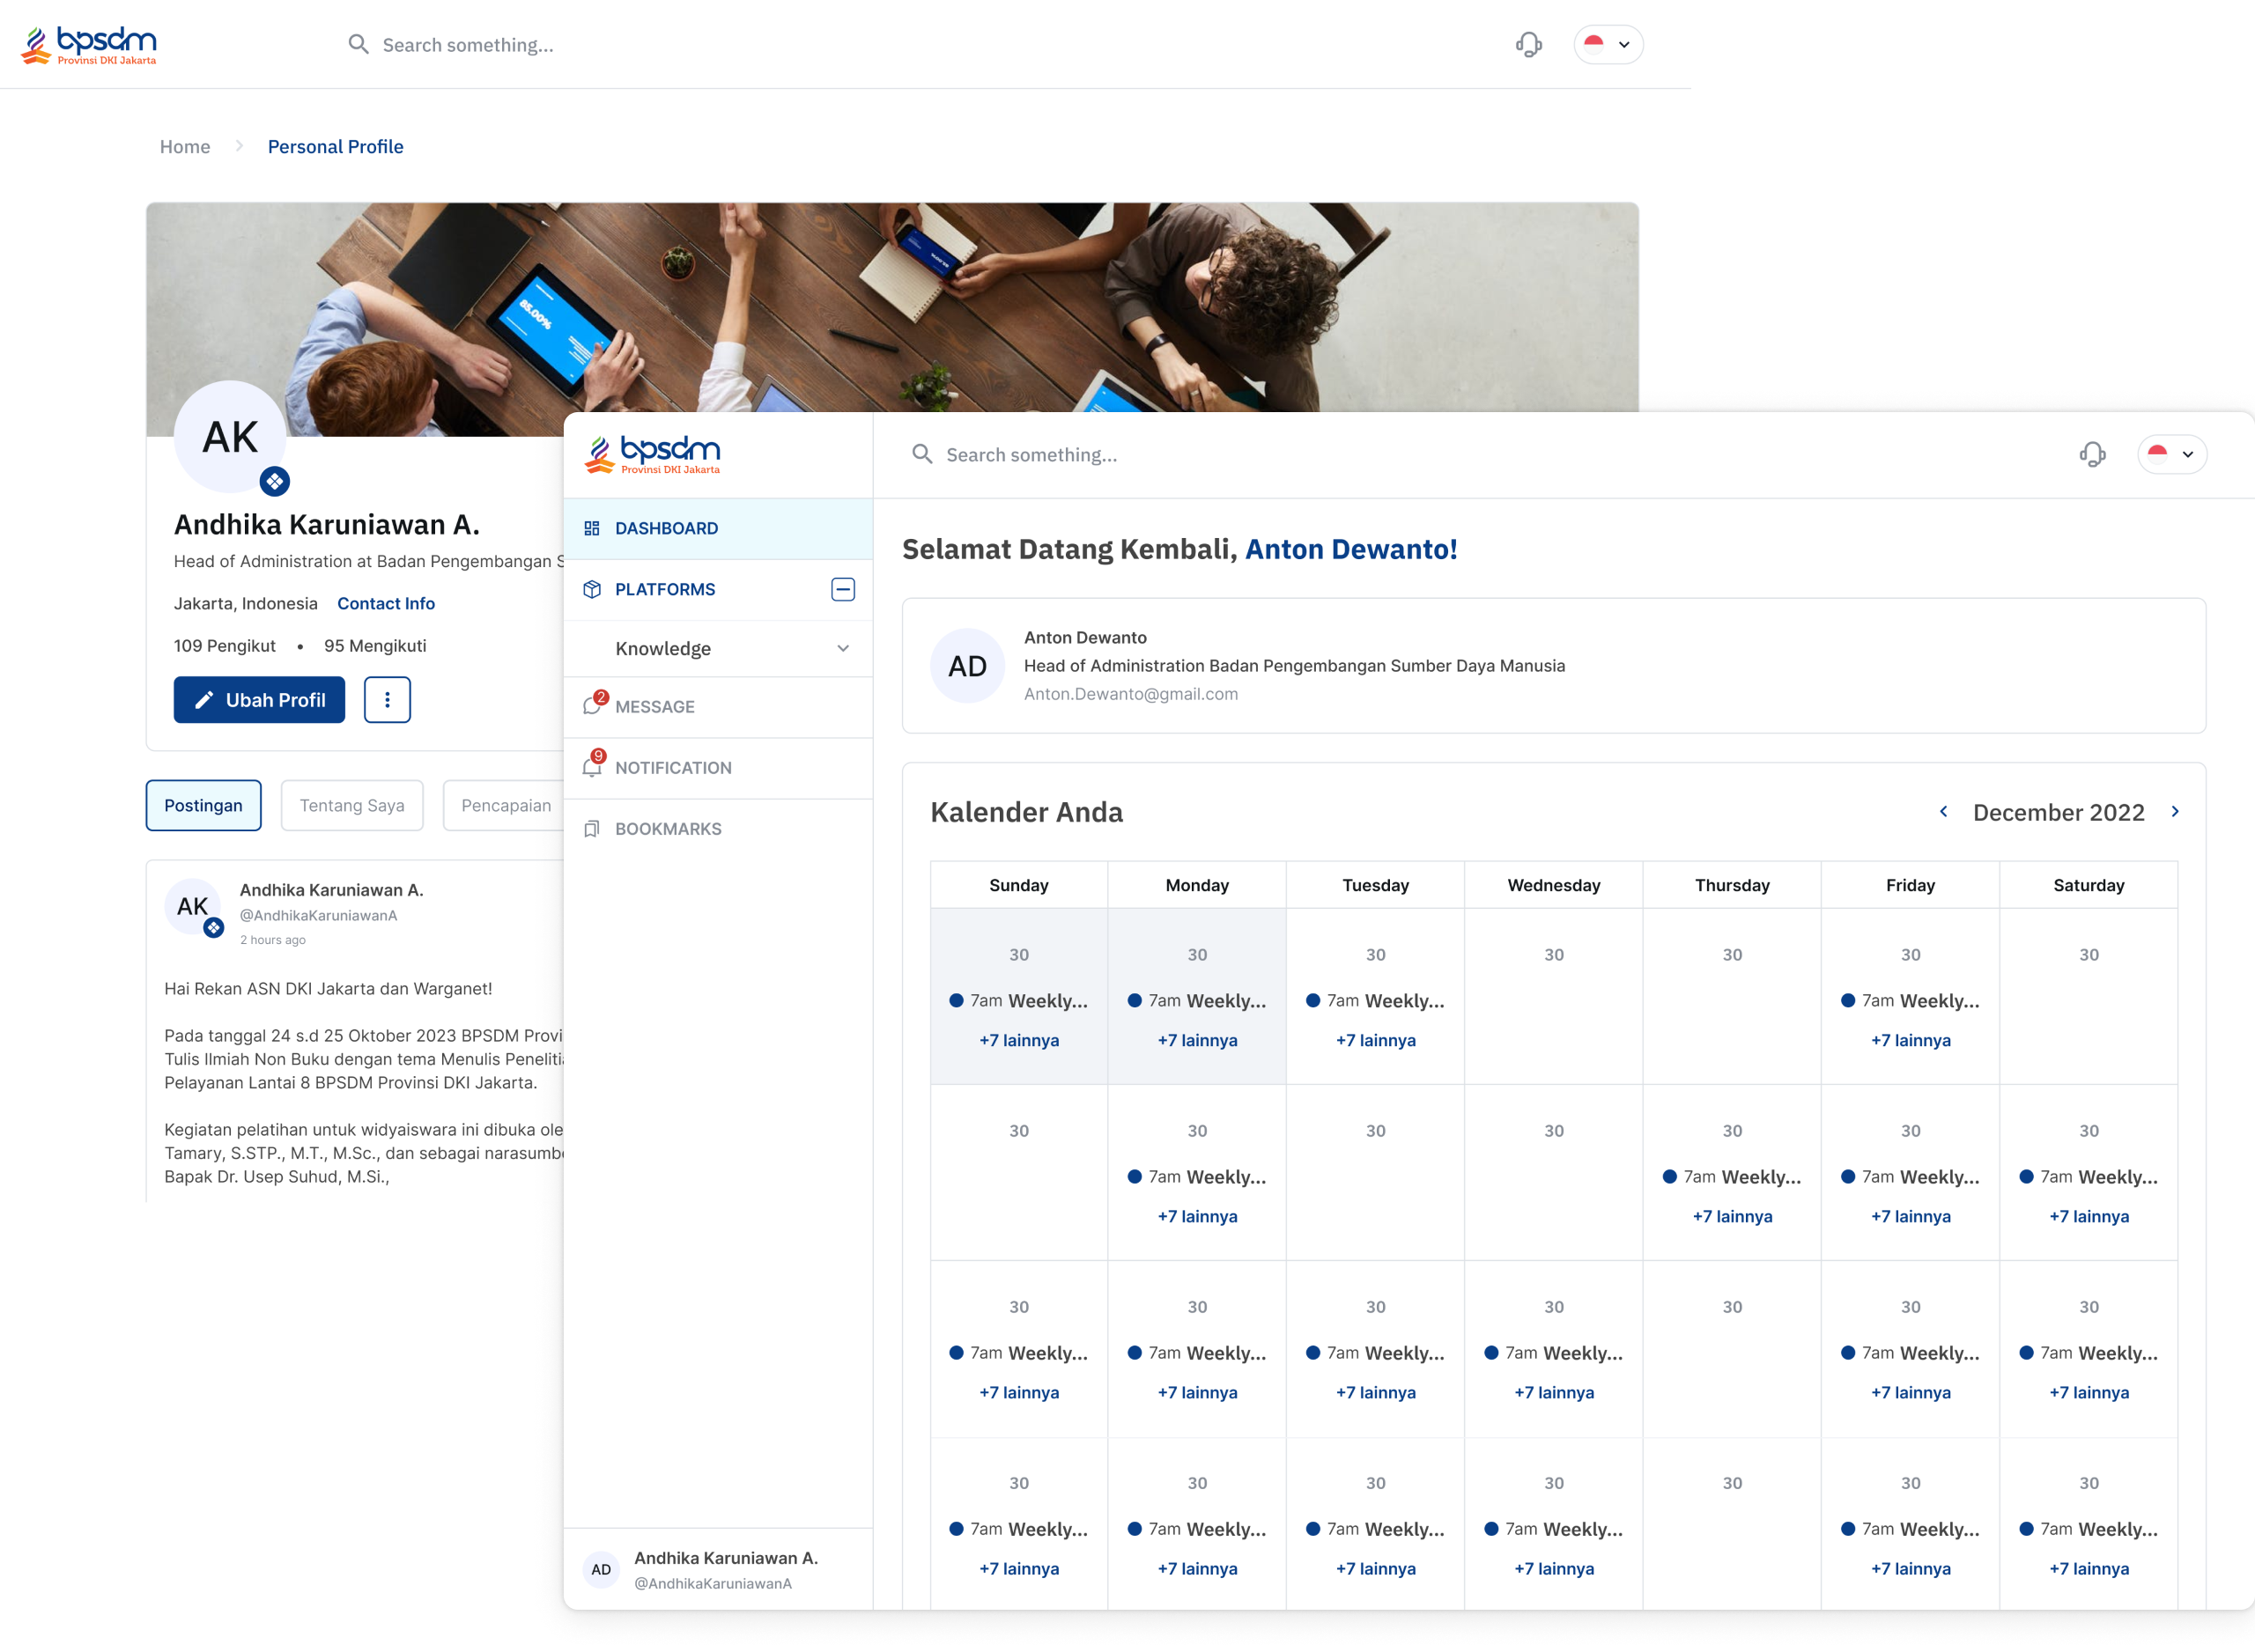 bpsdm
Provinsi DKI Jakarta
Search something...
Home
Personal Profile
85.00%
AK
Andhika Karuniawan A.
Head of Administration at Badan Pengembangan S
Jakarta, Indonesia Contact Info
109 Pengikut • 95 Mengikuti
Ubah Profil
Postingan Tentang Saya Pencapaian
AK
Andhika Karuniawan A.
@AndhikaKaruniawanA
2 hours ago
Hai Rekan ASN DKI Jakarta dan Warganet!
Pada tanggal 24 s.d 25 Oktober 2023 BPSDM Provi
Tulis Ilmiah Non Buku dengan tema Menulis Peneliti
Pelayanan Lantai 8 BPSDM Provinsi DKI Jakarta.
Kegiatan pelatihan untuk widyaiswara ini dibuka ole
Tamary, S.STP., M.T., M.Sc., dan sebagai narasumbe
Bapak Dr. Usep Suhud, M.Si.,
bpsdm
Provinsi DKI Jakarta
Search something...
DASHBOARD
PLATFORMS
Knowledge
2
MESSAGE
9
NOTIFICATION
BOOKMARKS
AD
Andhika Karuniawan A.
@AndhikaKaruniawanA
Selamat Datang Kembali, Anton Dewanto!
AD
Anton Dewanto
Head of Administration Badan Pengembangan Sumber Daya Manusia
Anton.Dewanto@gmail.com
Kalender Anda
December 2022
Sunday Monday Tuesday Wednesday Thursday Friday Saturday
30 30 30 30 30 30 30
7am Weekly... 7am Weekly... 7am Weekly... 7am Weekly...
+7 lainnya +7 lainnya +7 lainnya +7 lainnya
30 30 30 30 30 30 30
7am Weekly... 7am Weekly... 7am Weekly... 7am Weekly...
+7 lainnya +7 lainnya +7 lainnya +7 lainnya
30 30 30 30 30 30 30
7am Weekly... 7am Weekly... 7am Weekly... 7am Weekly... 7am Weekly... 7am Weekly...
+7 lainnya +7 lainnya +7 lainnya +7 lainnya +7 lainnya +7 lainnya
30 30 30 30 30 30 30
7am Weekly... 7am Weekly... 7am Weekly... 7am Weekly... 7am Weekly... 7am Weekly...
+7 lainnya +7 lainnya +7 lainnya +7 lainnya +7 lainnya +7 lainnya